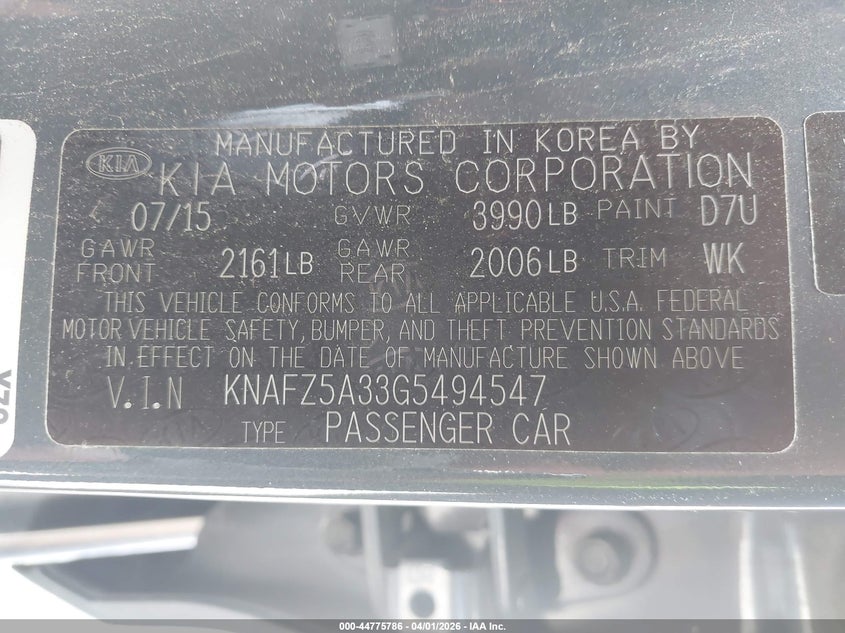 MANUFACTURED IN KOREA BY
KIA KIA MOTORS CORPORATION
07/15 GVWR 3990LB PAINT D7U
GAWR FRONT 2161LB GAWR REAR 2006LB TRIM WK
THIS VEHICLE CONFORMS TO ALL APPLICABLE U.S.A. FEDERAL
MOTOR VEHICLE SAFETY, BUMPER, AND THEFT PREVENTION STANDARDS
IN EFFECT ON THE DATE OF MANUFACTURE SHOWN ABOVE
V.I.N KNAFZ5A33G5494547
TYPE PASSENGER CAR
000-44775786 - 04/01/2026 - IAA Inc.